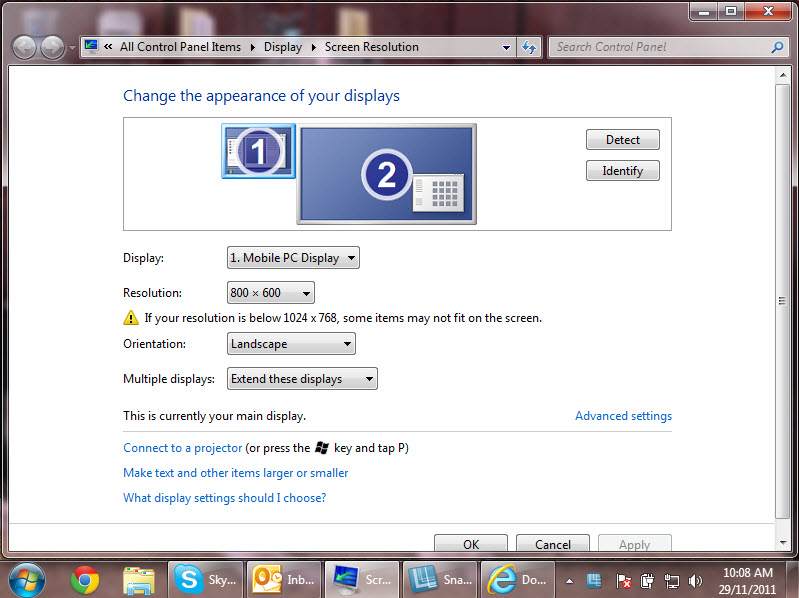 « All Control Panel Items ▸ Display ▸ Screen Resolution
Search Control Panel
Change the appearance of your displays
1
2
Detect
Identify
Display: 1. Mobile PC Display
Resolution: 800 × 600
If your resolution is below 1024 x 768, some items may not fit on the screen.
Orientation: Landscape
Multiple displays: Extend these displays
This is currently your main display.
Advanced settings
Connect to a projector (or press the key and tap P)
Make text and other items larger or smaller
What display settings should I choose?
OK Cancel Apply
Sky... Inb... Scr... Sna... Do...
10:08 AM
29/11/2011